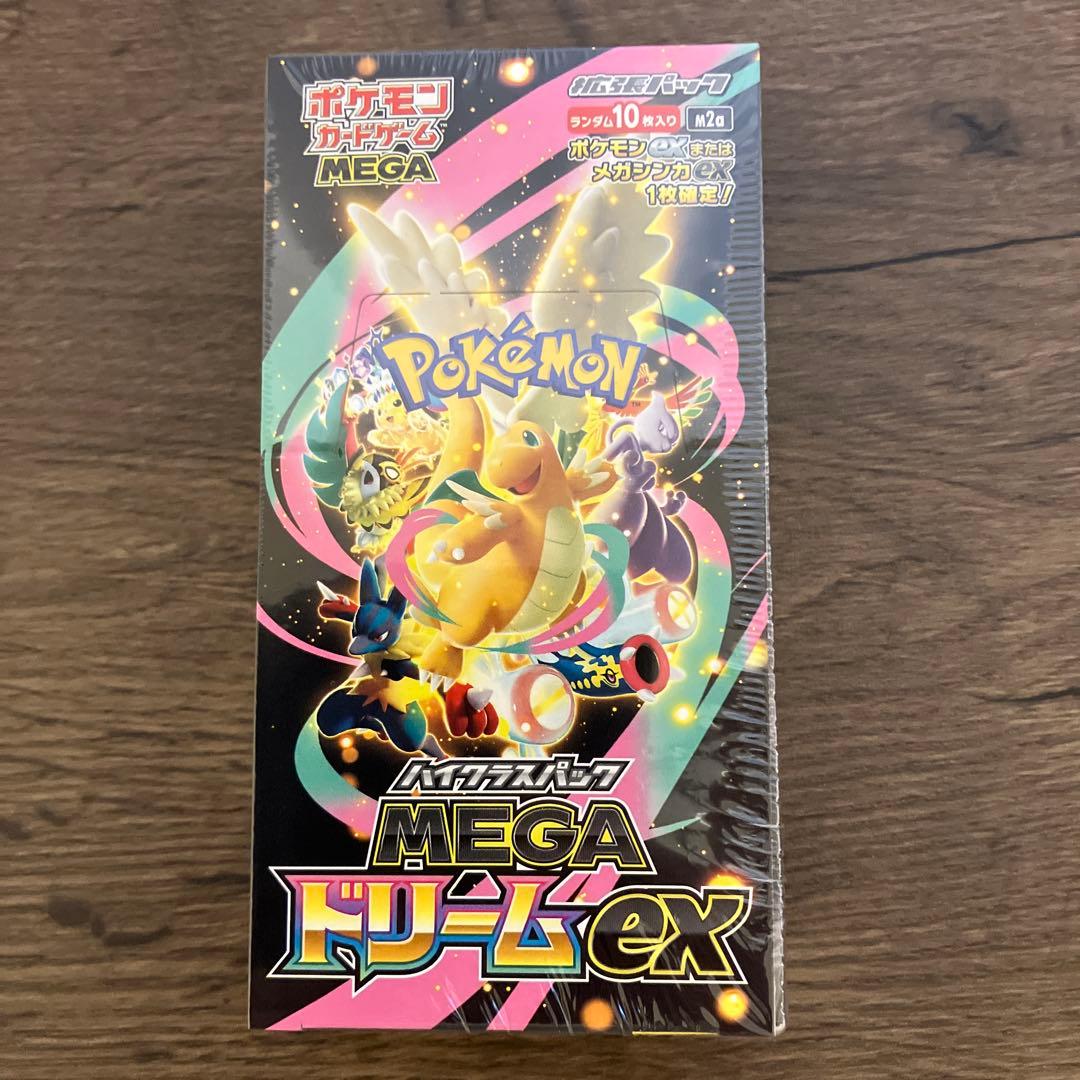 ポケモン
カードゲーム
MEGA
拡張パック
ランダム10枚入り M2a
ポケモンexまたは
メガシンカex
1枚確定!
POKéMON
TM
ハイクラスパック
MEGA
ドリームex